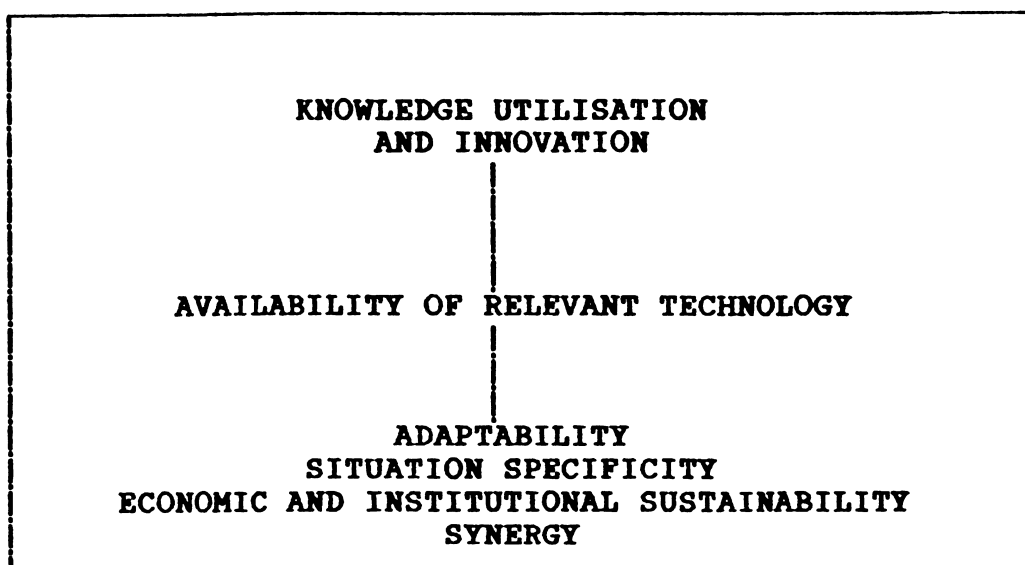 KNOWLEDGE UTILISATION
AND INNOVATION
AVAILABILITY OF RELEVANT TECHNOLOGY
ADAPTABILITY
SITUATION SPECIFICITY
ECONOMIC AND INSTITUTIONAL SUSTAINABILITY
SYNERGY